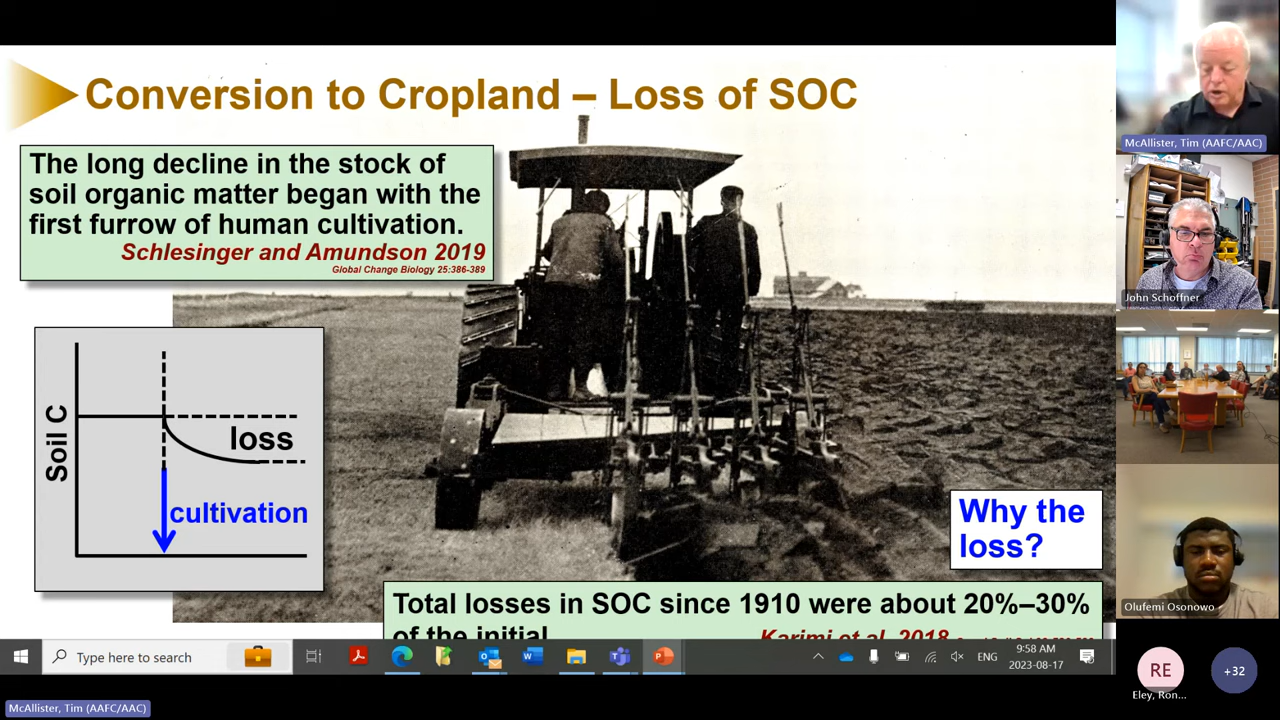 Conversion to Cropland – Loss of SOC
The long decline in the stock of
soil organic matter began with the
first furrow of human cultivation.
Schlesinger and Amundson 2019
Global Change Biology 25:386-389
Soil C
loss
cultivation
Why the
loss?
Total losses in SOC since 1910 were about 20%–30%
of the initial
Karimi et al. 2018
Type here to search
ENG
9:58 AM
2023-08-17
McAllister, Tim (AAFC/AAC)
John Schoffner
Olufemi Osonowo
RE
Eley, Ron...
+32
McAllister, Tim (AAFC/AAC)